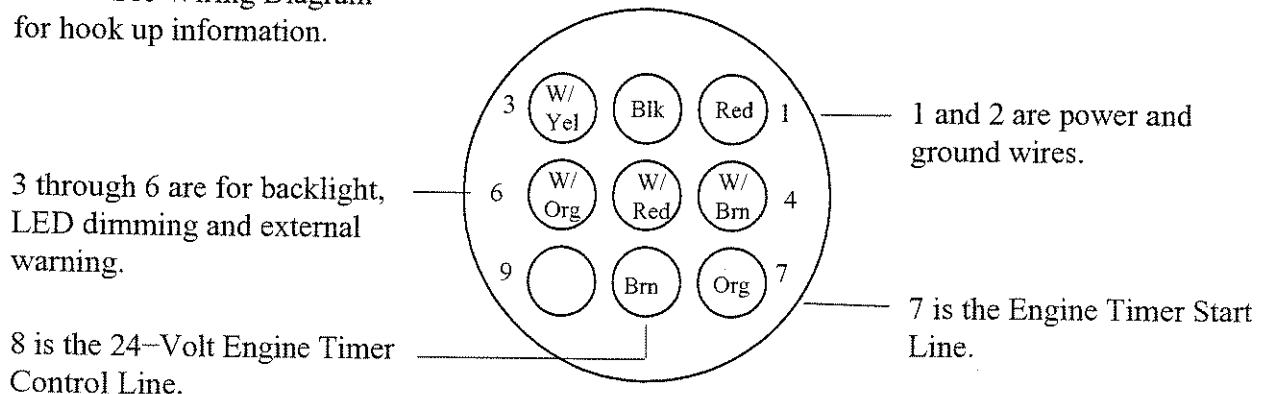 for hook up information.
3 W/ Yel Blk Red 1
1 and 2 are power and
ground wires.
3 through 6 are for backlight,
LED dimming and external
warning.
6 W/ Org W/ Red W/ Brn 4
9 Brn Org 7
7 is the Engine Timer Start
Line.
8 is the 24–Volt Engine Timer
Control Line.